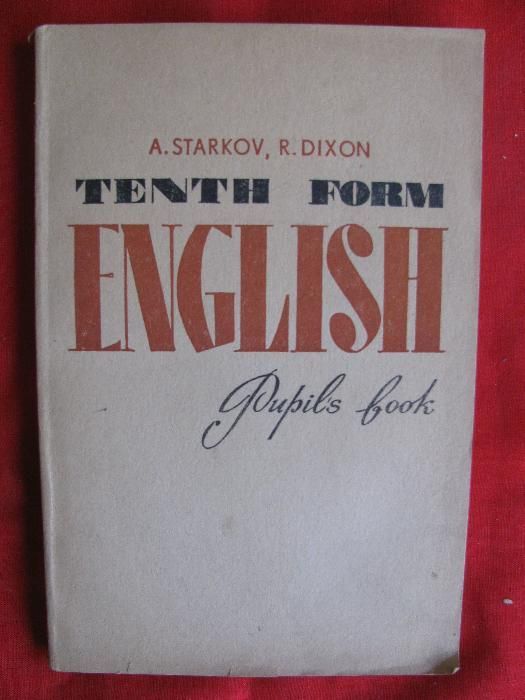 A. STARKOV, R. DIXON
TENTH FORM
ENGLISH
Pupil's book